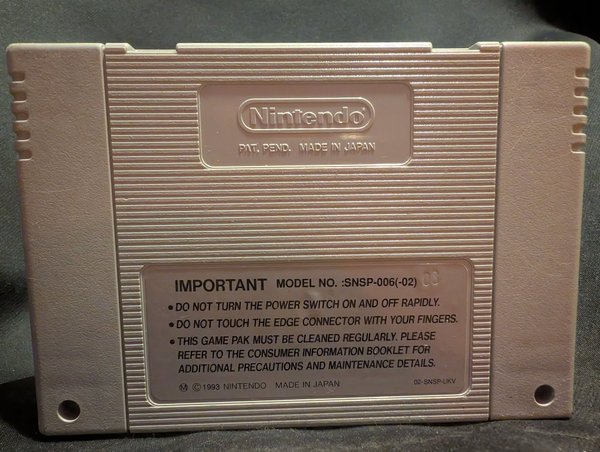 Nintendo
PAT. PEND. MADE IN JAPAN
IMPORTANT MODEL NO. :SNSP-006(-02)
• DO NOT TURN THE POWER SWITCH ON AND OFF RAPIDLY.
• DO NOT TOUCH THE EDGE CONNECTOR WITH YOUR FINGERS.
• THIS GAME PAK MUST BE CLEANED REGULARLY. PLEASE
REFER TO THE CONSUMER INFORMATION BOOKLET FOR
ADDITIONAL PRECAUTIONS AND MAINTENANCE DETAILS.
Ⓜ © 1993 NINTENDO MADE IN JAPAN 02-SNSP-UKV